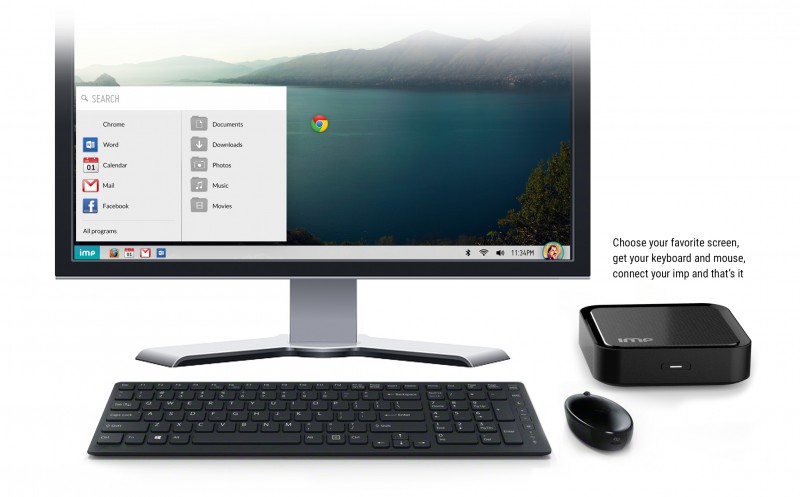 SEARCH
Chrome
Word
Calendar
Mail
Facebook
All programs
Documents
Downloads
Photos
Music
Movies
01
imp
01
11:34PM
Choose your favorite screen,
get your keyboard and mouse,
connect your imp and that's it
imp
Q W E R T Y U I O P
A S D F G H J K L
Z X C V B N M